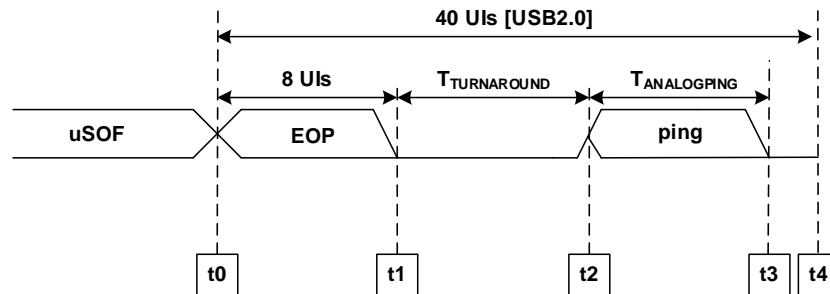 40 UIs [USB2.0]
8 UIs
TTURNAROUND
TANALOGPING
uSOF
EOP
ping
t0
t1
t2
t3
t4